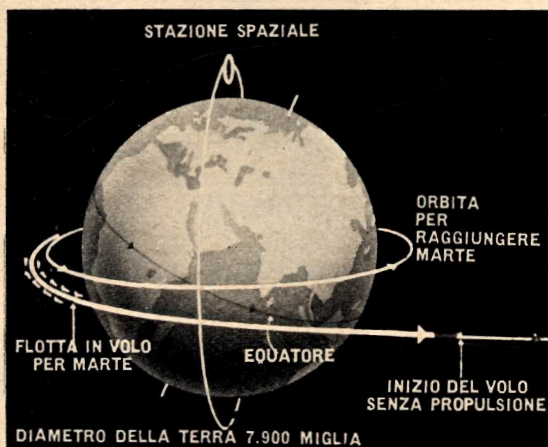 STAZIONE SPAZIALE
ORBITA
PER
RAGGIUNGERE
MARTE
FLOTTA IN VOLO
PER MARTE
EQUATORE
INIZIO DEL VOLO
SENZA PROPULSIONE
DIAMETRO DELLA TERRA 7.900 MIGLIA